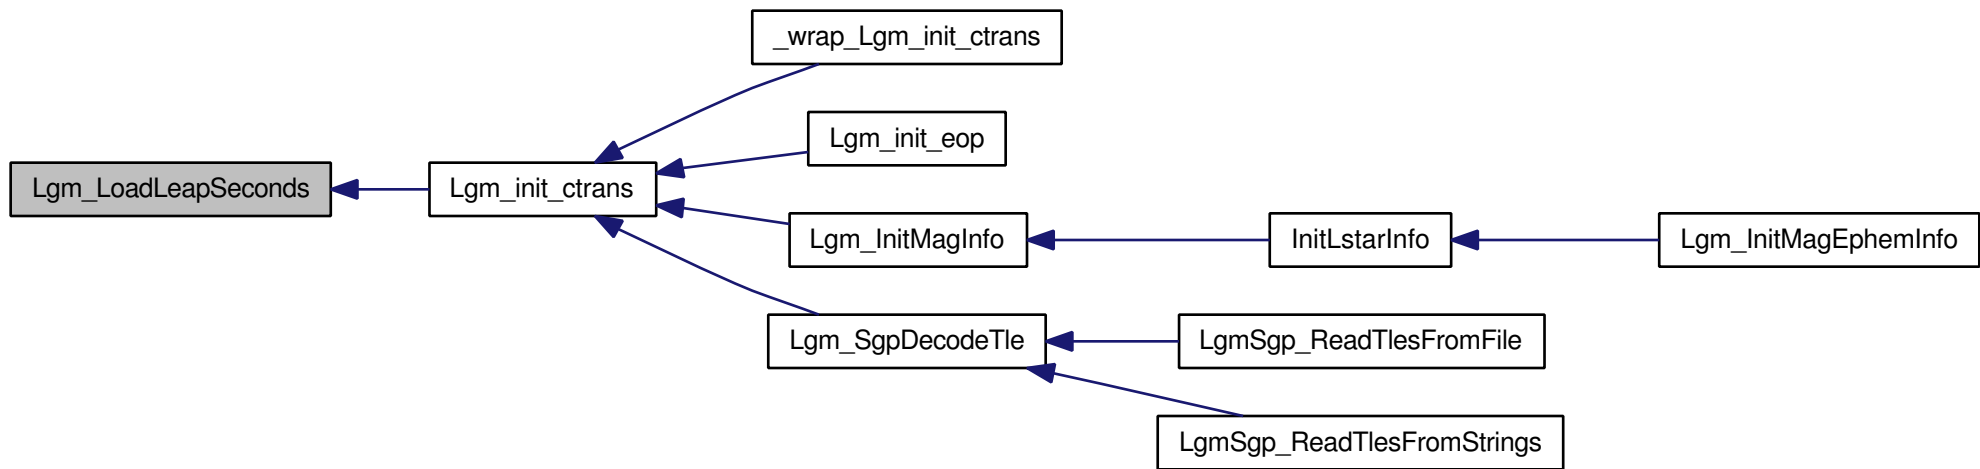 _wrap_Lgm_init_ctrans
Lgm_init_eop
Lgm_LoadLeapSeconds
Lgm_init_ctrans
Lgm_InitMagInfo
InitLstarInfo
Lgm_InitMagEphemInfo
Lgm_SgpDecodeTle
LgmSgp_ReadTlesFromFile
LgmSgp_ReadTlesFromStrings